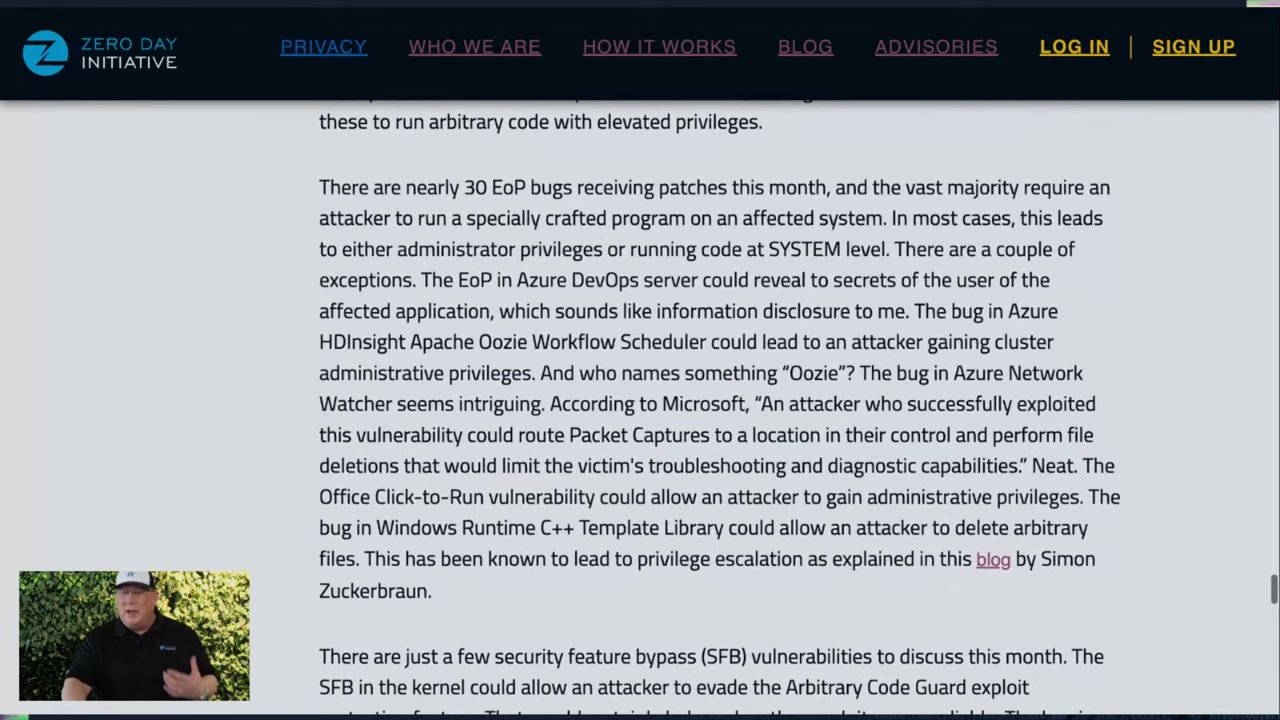 ZERO DAY
INITIATIVE
PRIVACY
WHO WE ARE
HOW IT WORKS
BLOG
ADVISORIES
LOG IN
SIGN UP
these to run arbitrary code with elevated privileges.
There are nearly 30 EoP bugs receiving patches this month, and the vast majority require an
attacker to run a specially crafted program on an affected system. In most cases, this leads
to either administrator privileges or running code at SYSTEM level. There are a couple of
exceptions. The EoP in Azure DevOps server could reveal to secrets of the user of the
affected application, which sounds like information disclosure to me. The bug in Azure
HDInsight Apache Oozie Workflow Scheduler could lead to an attacker gaining cluster
administrative privileges. And who names something “Oozie”? The bug in Azure Network
Watcher seems intriguing. According to Microsoft, “An attacker who successfully exploited
this vulnerability could route Packet Captures to a location in their control and perform file
deletions that would limit the victim's troubleshooting and diagnostic capabilities.” Neat. The
Office Click-to-Run vulnerability could allow an attacker to gain administrative privileges. The
bug in Windows Runtime C++ Template Library could allow an attacker to delete arbitrary
files. This has been known to lead to privilege escalation as explained in this blog by Simon
Zuckerbraun.
There are just a few security feature bypass (SFB) vulnerabilities to discuss this month. The
SFB in the kernel could allow an attacker to evade the Arbitrary Code Guard exploit